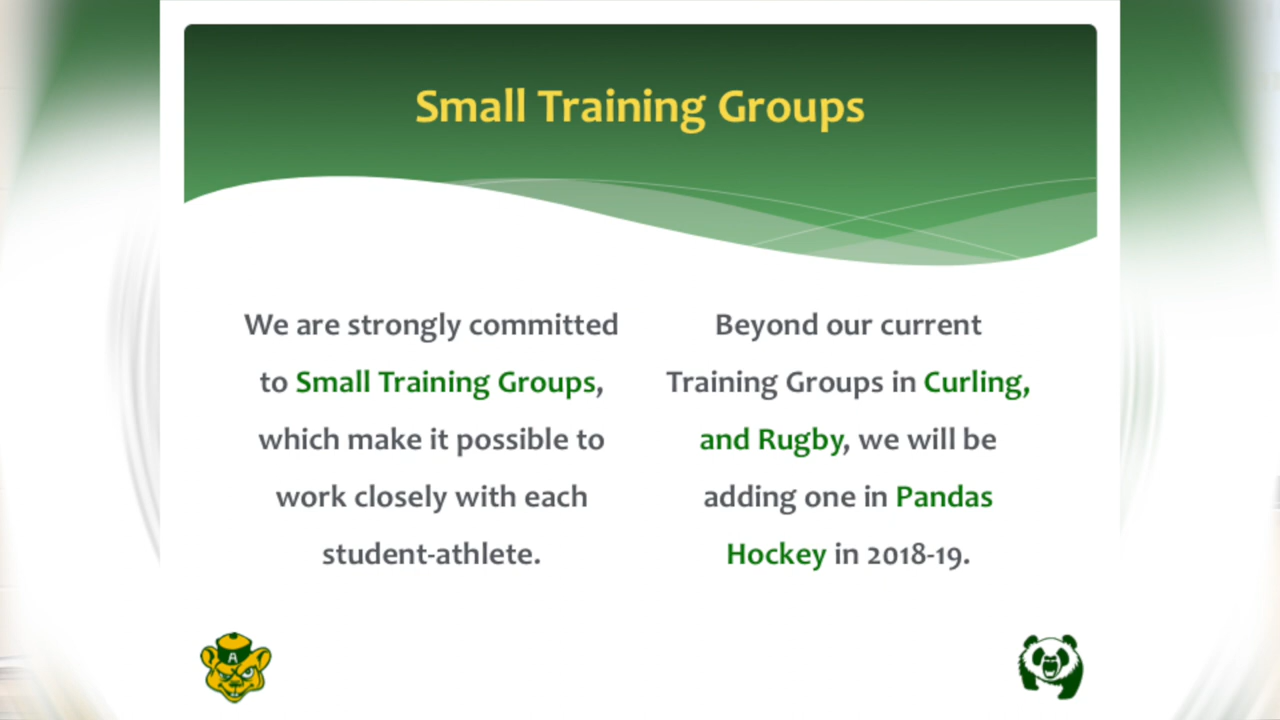 Small Training Groups
We are strongly committed
to Small Training Groups,
which make it possible to
work closely with each
student-athlete.
Beyond our current
Training Groups in Curling,
and Rugby, we will be
adding one in Pandas
Hockey in 2018-19.
A